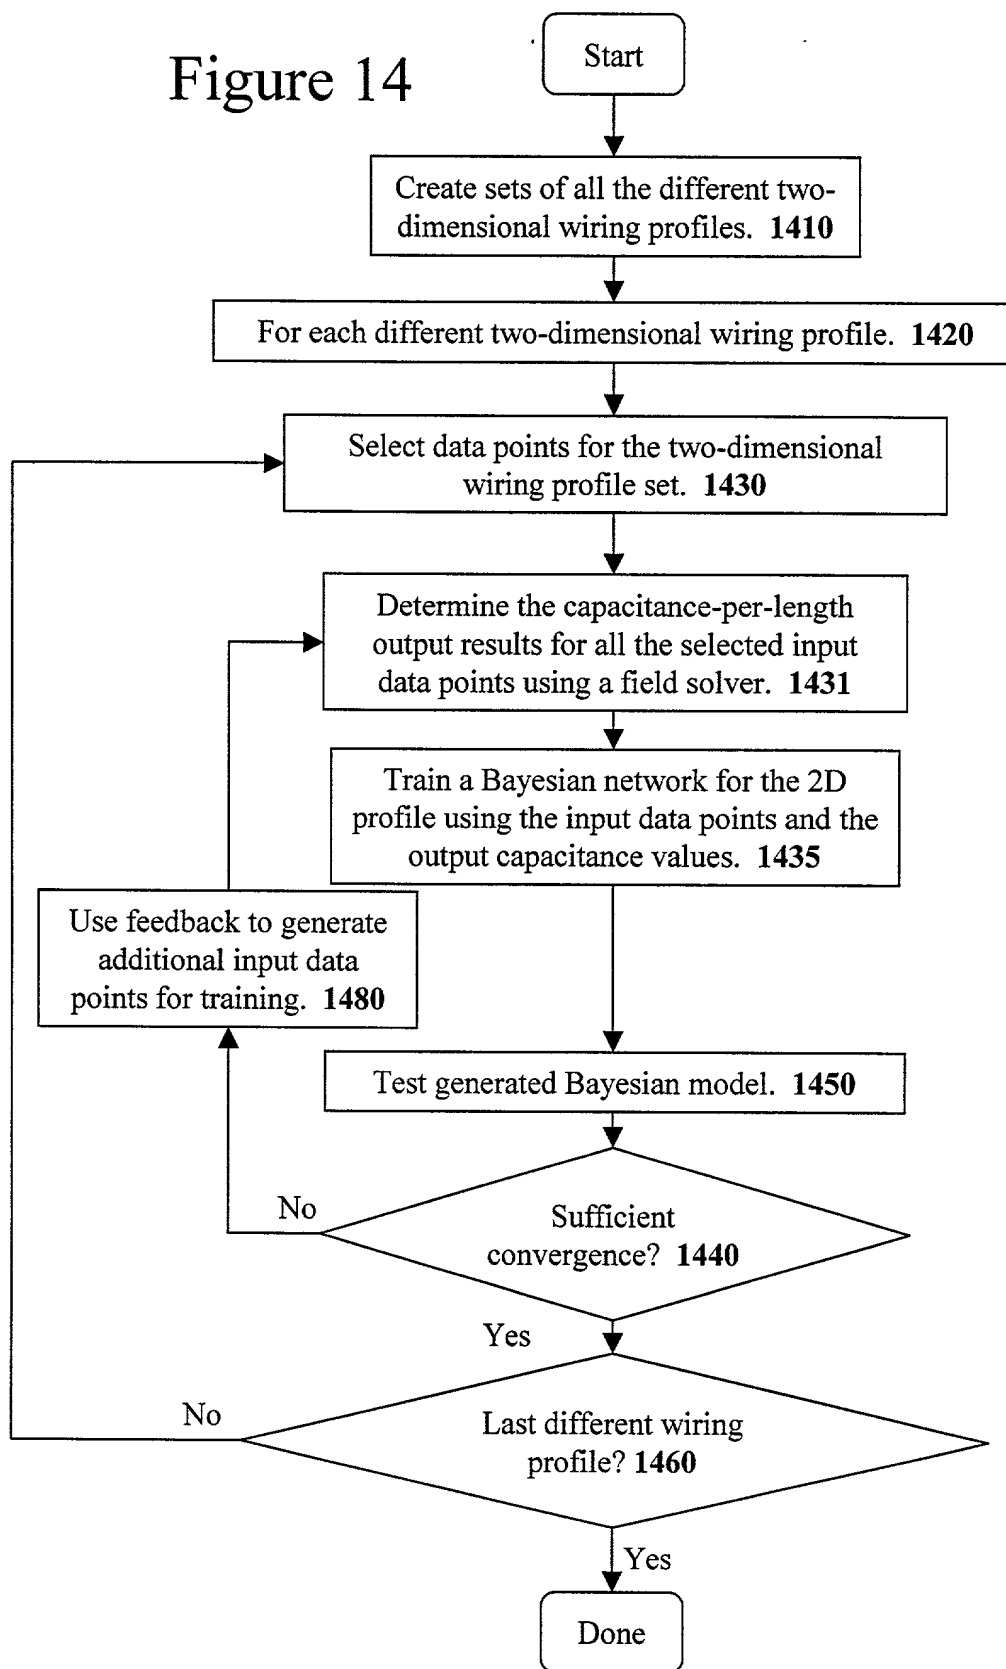 Figure 14
Start
Create sets of all the different two-
dimensional wiring profiles. 1410
For each different two-dimensional wiring profile. 1420
Select data points for the two-dimensional
wiring profile set. 1430
Determine the capacitance-per-length
output results for all the selected input
data points using a field solver. 1431
Train a Bayesian network for the 2D
profile using the input data points and the
output capacitance values. 1435
Use feedback to generate
additional input data
points for training. 1480
Test generated Bayesian model. 1450
No
Sufficient
convergence? 1440
Yes
No
Last different wiring
profile? 1460
Yes
Done